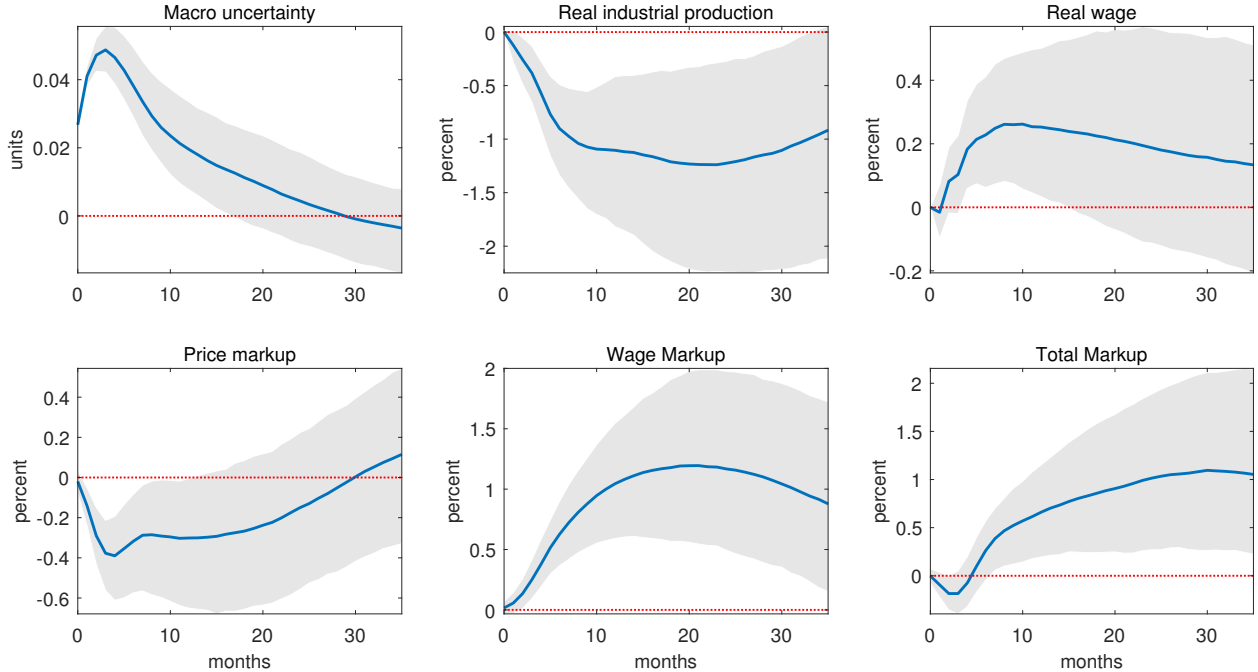 Macro uncertainty
units
0.04
0.02
0
0 10 20 30
Real industrial production
percent
0
-0.5
-1
-1.5
-2
0 10 20 30
Real wage
percent
0.4
0.2
0
0.2
0 10 20 30
Price markup
percent
0.4
0.2
0
-0.2
-0.4
-0.6
0 10 20 30
months
Wage Markup
percent
2
1.5
1
0.5
0
0 10 20 30
months
Total Markup
percent
2
1.5
1
0.5
0
0 10 20 30
months